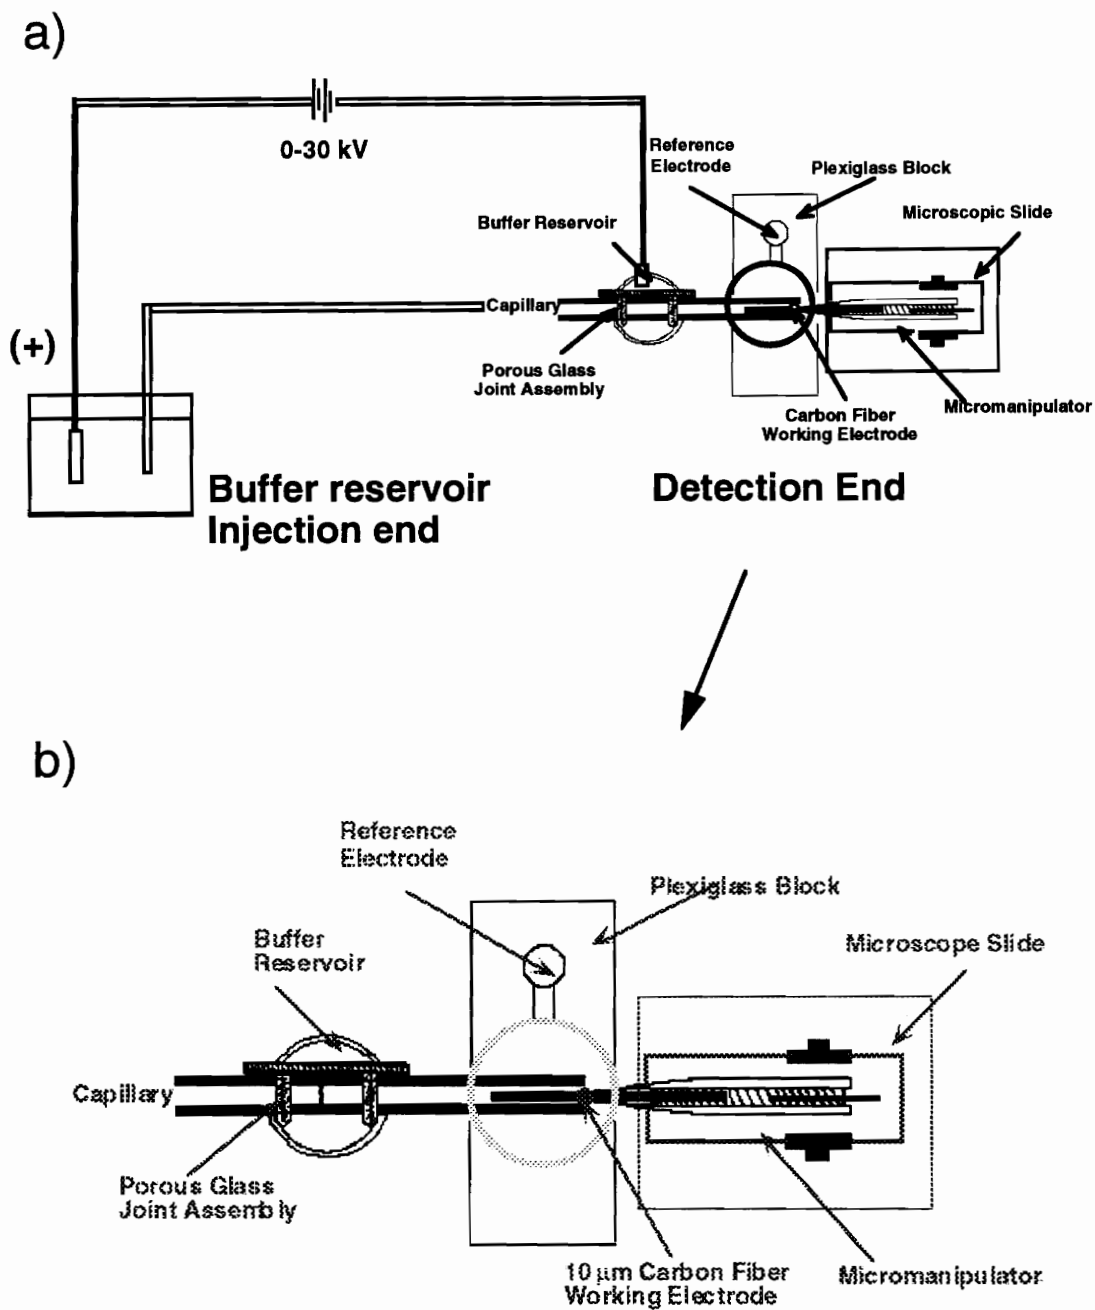 a)
0-30 kV
Reference
Electrode
Plexiglass Block
Microscopic Slide
Buffer Reservoir
Capillary
(+)
Porous Glass
Joint Assembly
Carbon Fiber
Working Electrode
Micromanipulator
Buffer reservoir
Injection end
Detection End
b)
Reference
Electrode
Plexiglass Block
Buffer
Reservoir
Microscope Slide
Capillary
Porous Glass
Joint Assembly
10 µm Carbon Fiber
Working Electrode
Micromanipulator